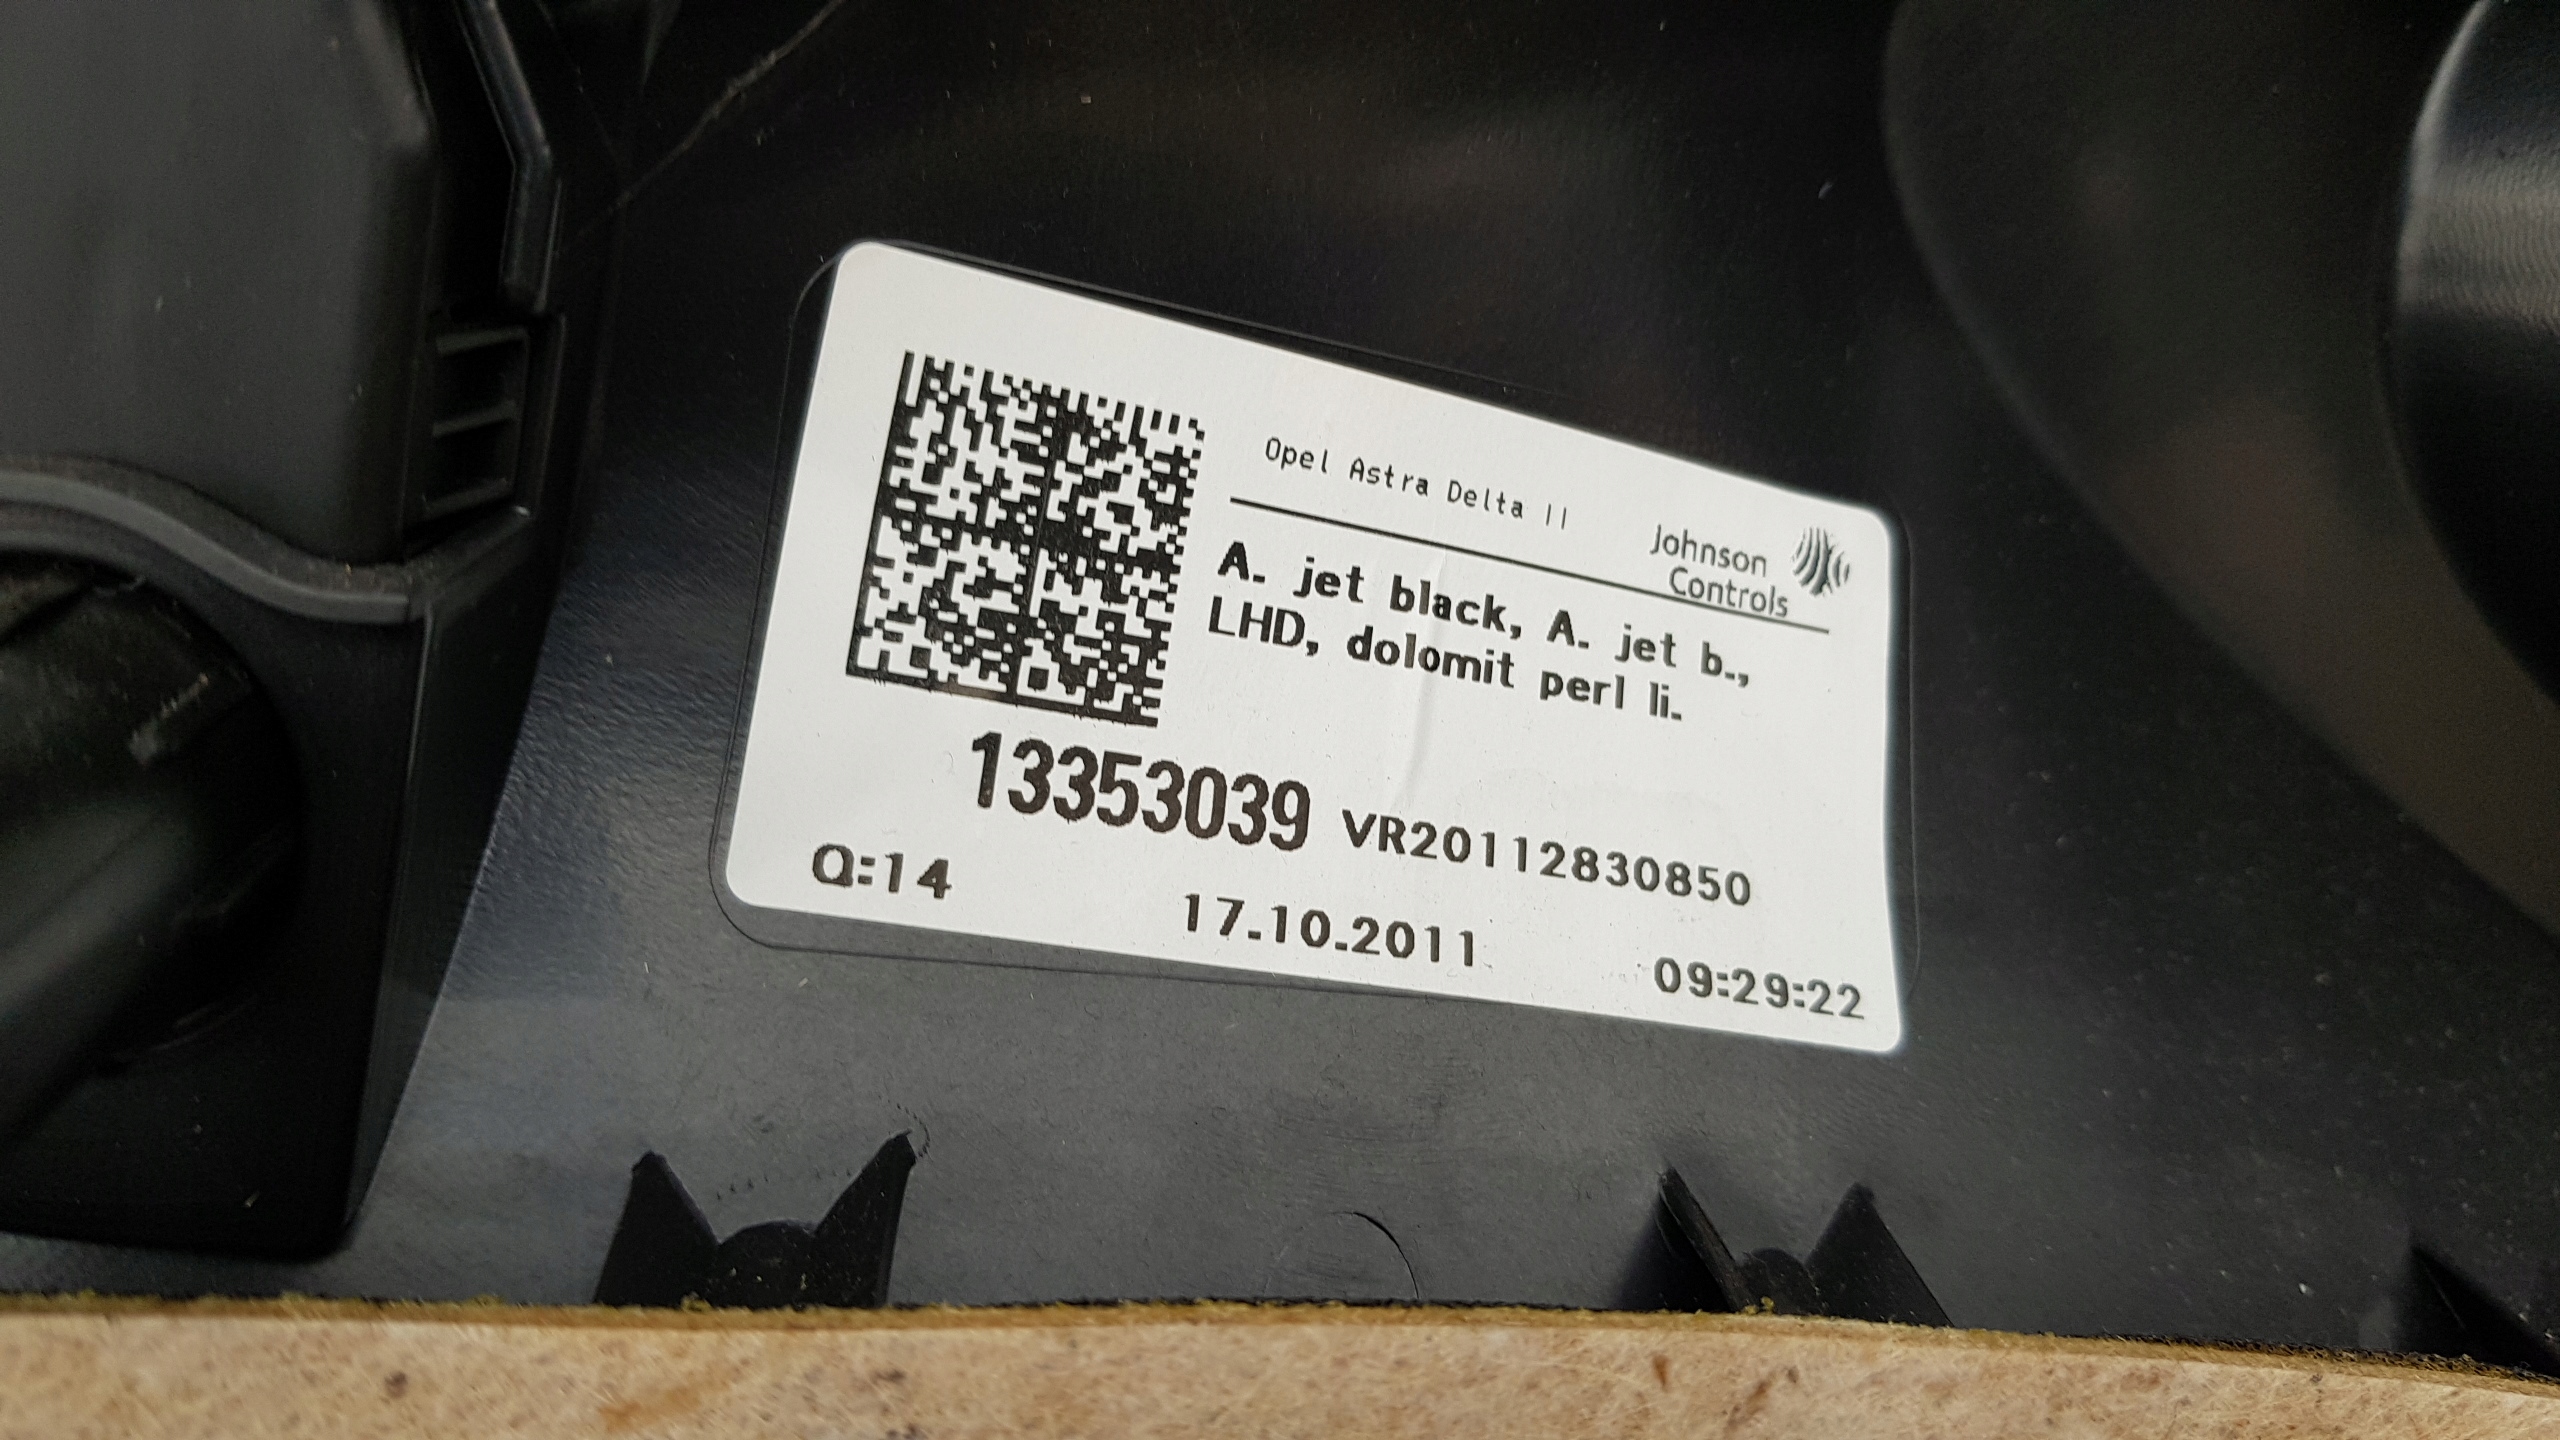 Opel Astra Delta II
Johnson
Controls
A. jet black, A. jet b.,
LHD, dolomit perl li.
13353039 VR20112830850
Q:14 17.10.2011 09:29:22